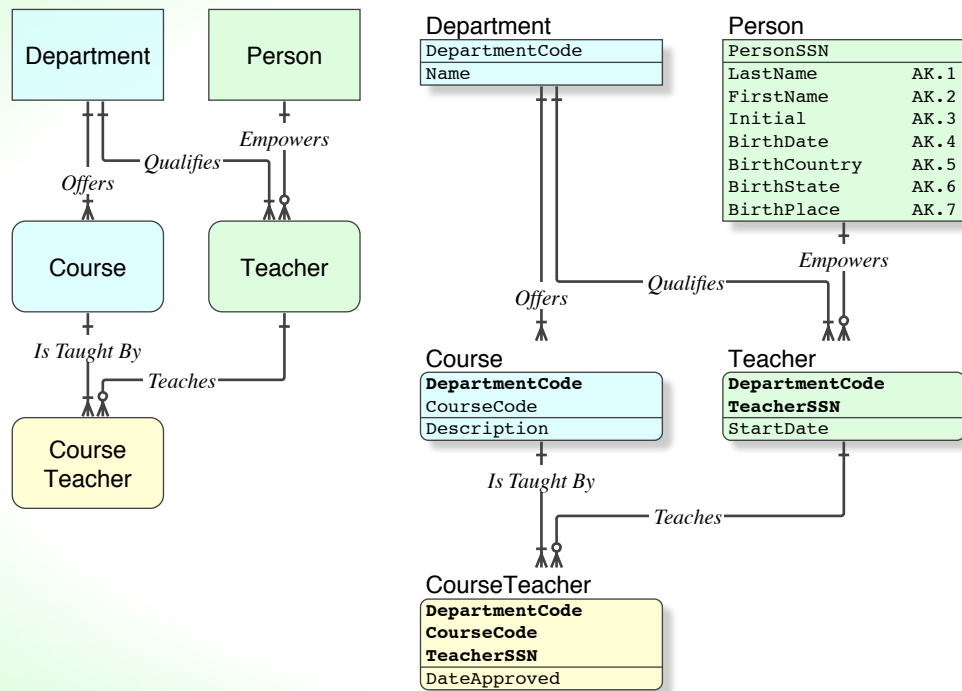 Department
Person
Empowers
Qualifies
Offers
Course
Teacher
Is Taught By
Teaches
Course
Teacher
Department
DepartmentCode
Name
Person
PersonSSN
LastName AK.1
FirstName AK.2
Initial AK.3
BirthDate AK.4
BirthCountry AK.5
BirthState AK.6
BirthPlace AK.7
Empowers
Qualifies
Offers
Course
DepartmentCode
CourseCode
Description
Teacher
DepartmentCode
TeacherSSN
StartDate
Is Taught By
Teaches
CourseTeacher
DepartmentCode
CourseCode
TeacherSSN
DateApproved